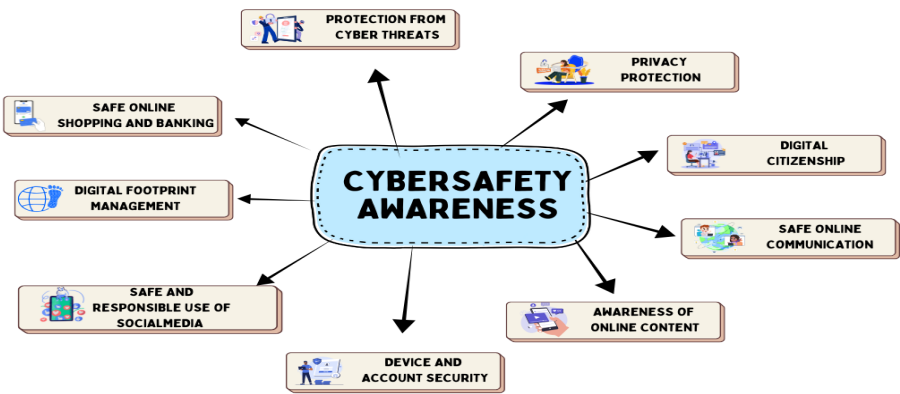 PROTECTION FROM
CYBER THREATS
PRIVACY
PROTECTION
SAFE ONLINE
SHOPPING AND BANKING
DIGITAL
CITIZENSHIP
CYBERSAFETY
AWARENESS
DIGITAL FOOTPRINT
MANAGEMENT
SAFE ONLINE
COMMUNICATION
SAFE AND
RESPONSIBLE USE OF
SOCIALMEDIA
AWARENESS OF
ONLINE CONTENT
DEVICE AND
ACCOUNT SECURITY